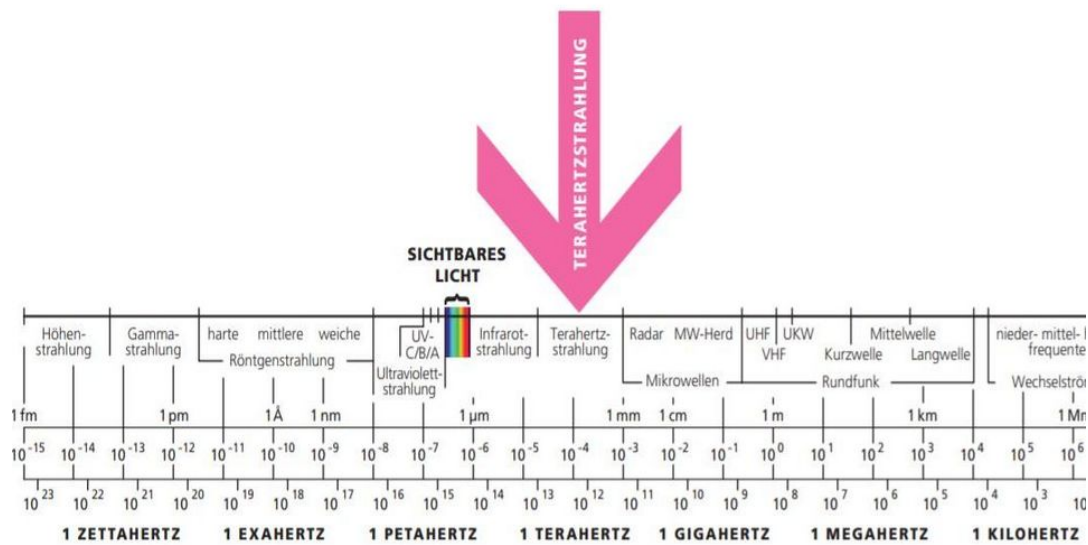 TERAHERTZSTRAHLUNG
SICHTBARES
LICHT
Höhen-
strahlung
Gamma-
strahlung
harte mittlere weiche
Röntgenstrahlung
UV-
C/B/A
Ultraviolett-
strahlung
Infrarot-
strahlung
Terahertz-
strahlung
Radar MW-Herd
Mikrowellen
UHF UKW
VHF
Mittelwelle
Kurzwelle Langwelle
Rundfunk
nieder- mittel-
frequente
Wechselströ
1 fm 1 pm 1 Å 1 nm 1 µm 1 mm 1 cm 1 m 1 km 1 Mm
10⁻¹⁵ 10⁻¹⁴ 10⁻¹³ 10⁻¹² 10⁻¹¹ 10⁻¹⁰ 10⁻⁹ 10⁻⁸ 10⁻⁷ 10⁻⁶ 10⁻⁵ 10⁻⁴ 10⁻³ 10⁻² 10⁻¹ 10⁰ 10¹ 10² 10³ 10⁴ 10⁵ 10⁶
10²³ 10²² 10²¹ 10²⁰ 10¹⁹ 10¹⁸ 10¹⁷ 10¹⁶ 10¹⁵ 10¹⁴ 10¹³ 10¹² 10¹¹ 10¹⁰ 10⁹ 10⁸ 10⁷ 10⁶ 10⁵ 10⁴ 10³
1 ZETTAHERTZ 1 EXAHERTZ 1 PETAHERTZ 1 TERAHERTZ 1 GIGAHERTZ 1 MEGAHERTZ 1 KILOHERTZ